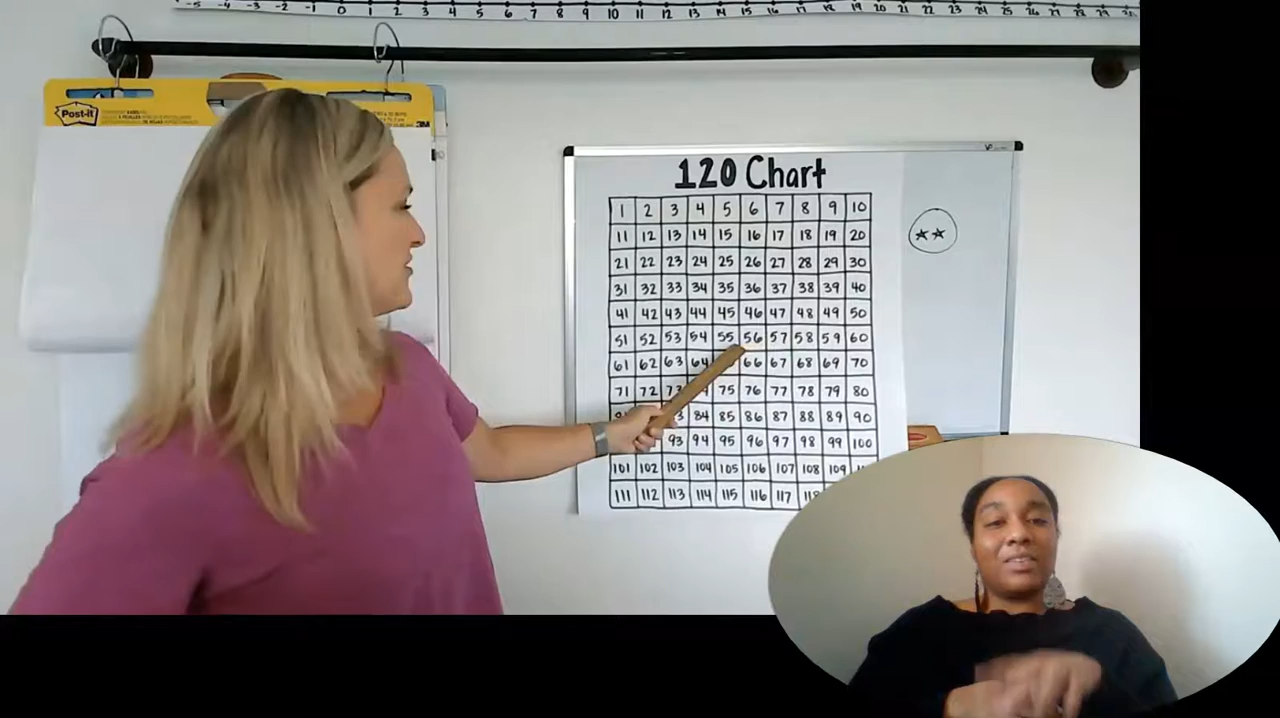 -5 -4 -3 -2 -1 0 1 2 3 4 5 6 7 8 9 10 11 12 13 14 15 16 17 18 19 20 21 22 23 24 25 26 27 28 29
Post-it
3M
120 Chart
1 2 3 4 5 6 7 8 9 10
11 12 13 14 15 16 17 18 19 20
21 22 23 24 25 26 27 28 29 30
31 32 33 34 35 36 37 38 39 40
41 42 43 44 45 46 47 48 49 50
51 52 53 54 55 56 57 58 59 60
61 62 63 64 66 67 68 69 70
71 72 75 76 77 78 79 80
84 85 86 87 88 89 90
93 94 95 96 97 98 99 100
101 102 103 104 105 106 107 108 109
111 112 113 114 115 116 117